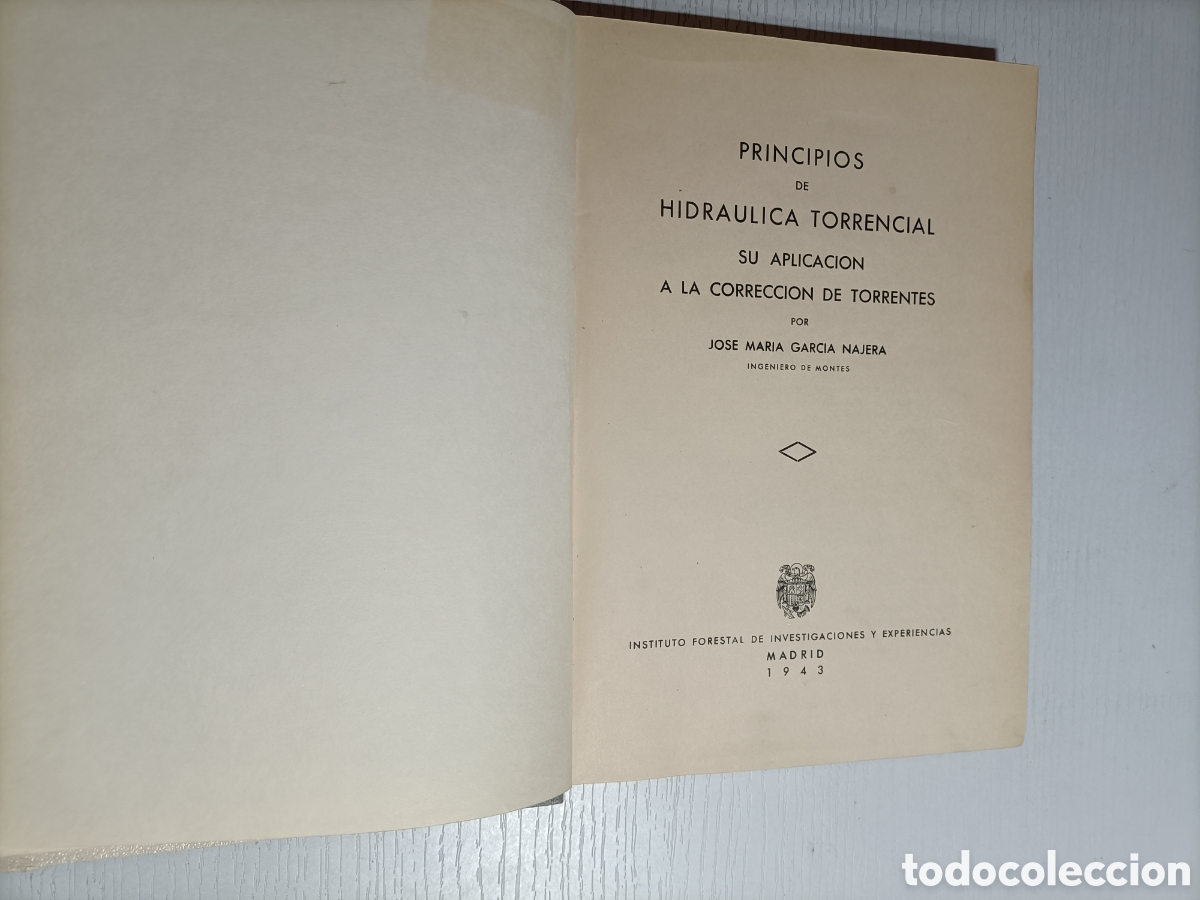 PRINCIPIOS
DE
HIDRAULICA TORRENCIAL
SU APLICACION
A LA CORRECCION DE TORRENTES
POR
JOSE MARIA GARCIA NAJERA
INGENIERO DE MONTES
INSTITUTO FORESTAL DE INVESTIGACIONES Y EXPERIENCIAS
MADRID
1943
todocoleccion